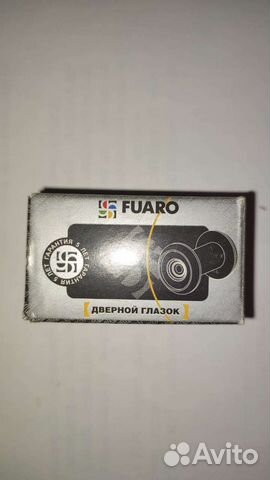 FUARO
ГАРАНТИЯ 5 ЛЕТ ГАРАНТИЯ 5 ЛЕТ
[ ДВЕРНОЙ ГЛАЗОК ]
Avito